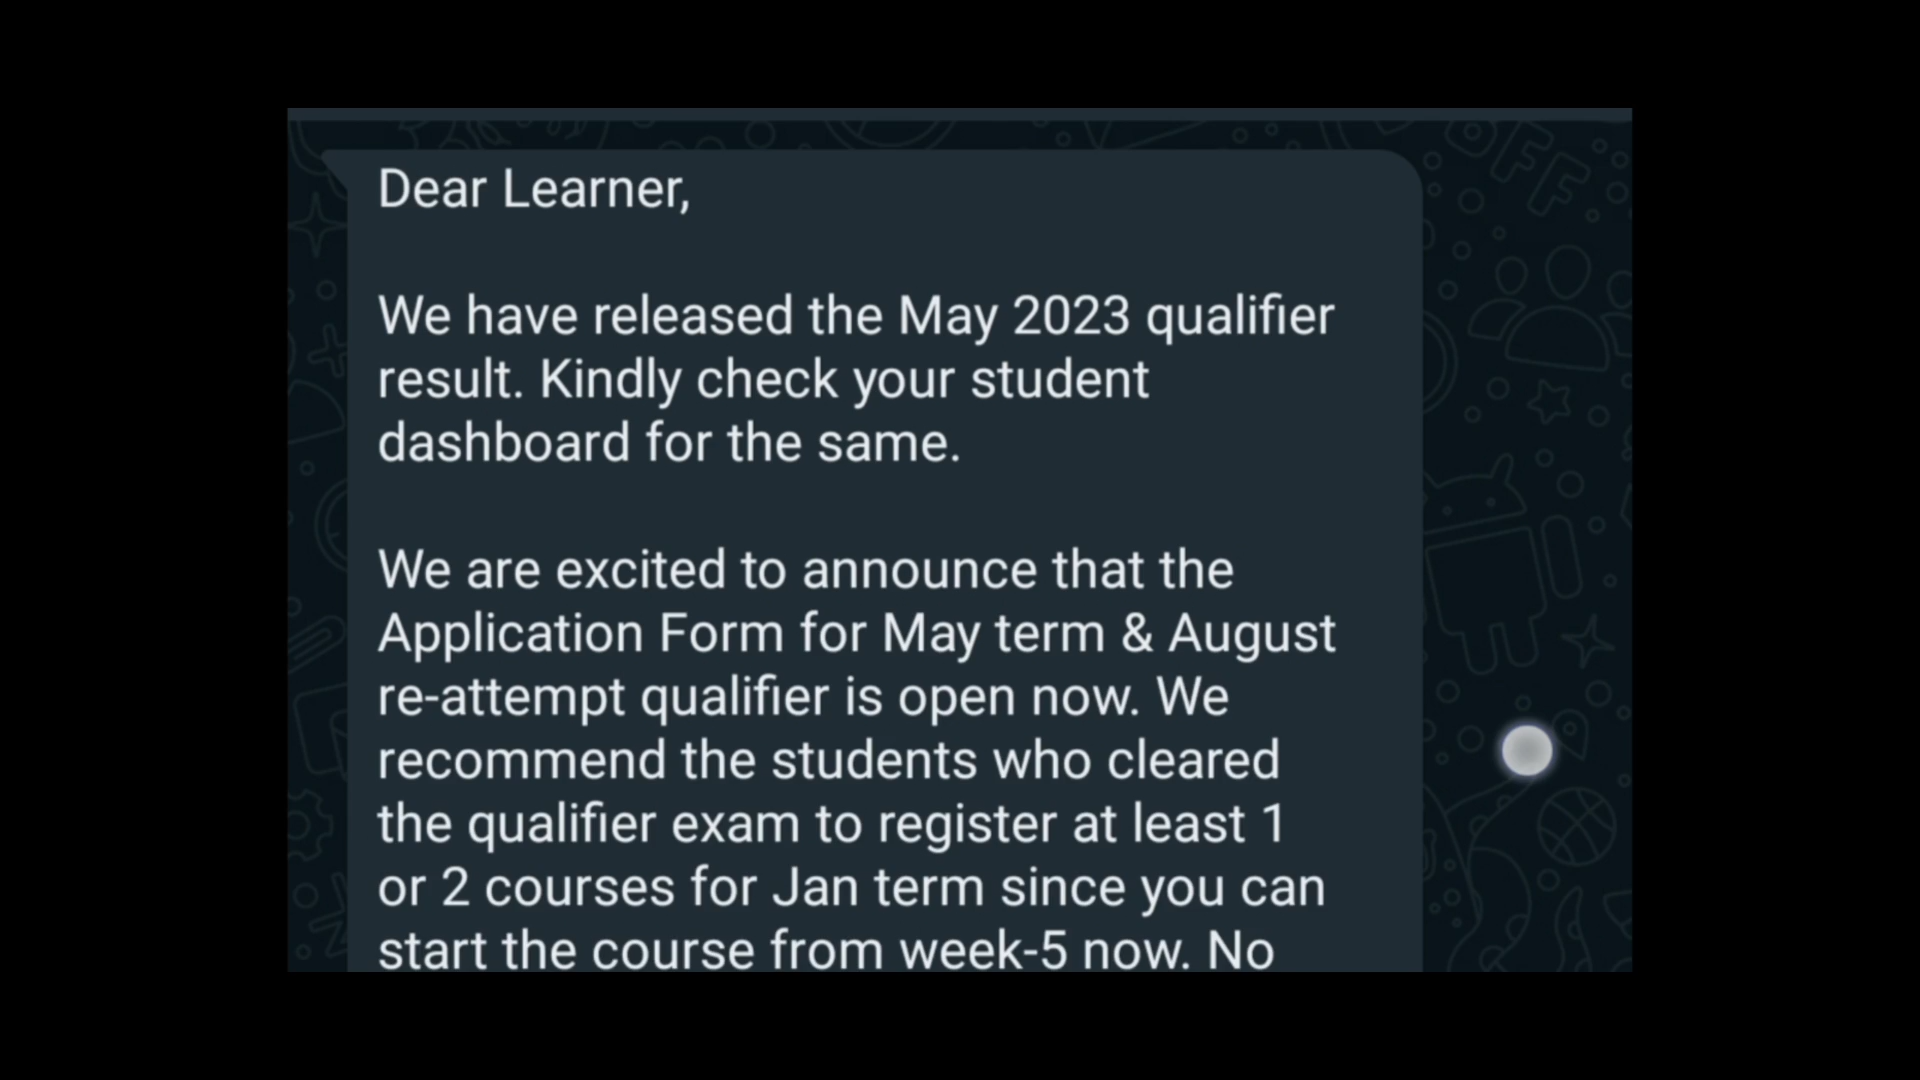 Dear Learner,
We have released the May 2023 qualifier
result. Kindly check your student
dashboard for the same.
We are excited to announce that the
Application Form for May term & August
re-attempt qualifier is open now. We
recommend the students who cleared
the qualifier exam to register at least 1
or 2 courses for Jan term since you can
start the course from week-5 now. No